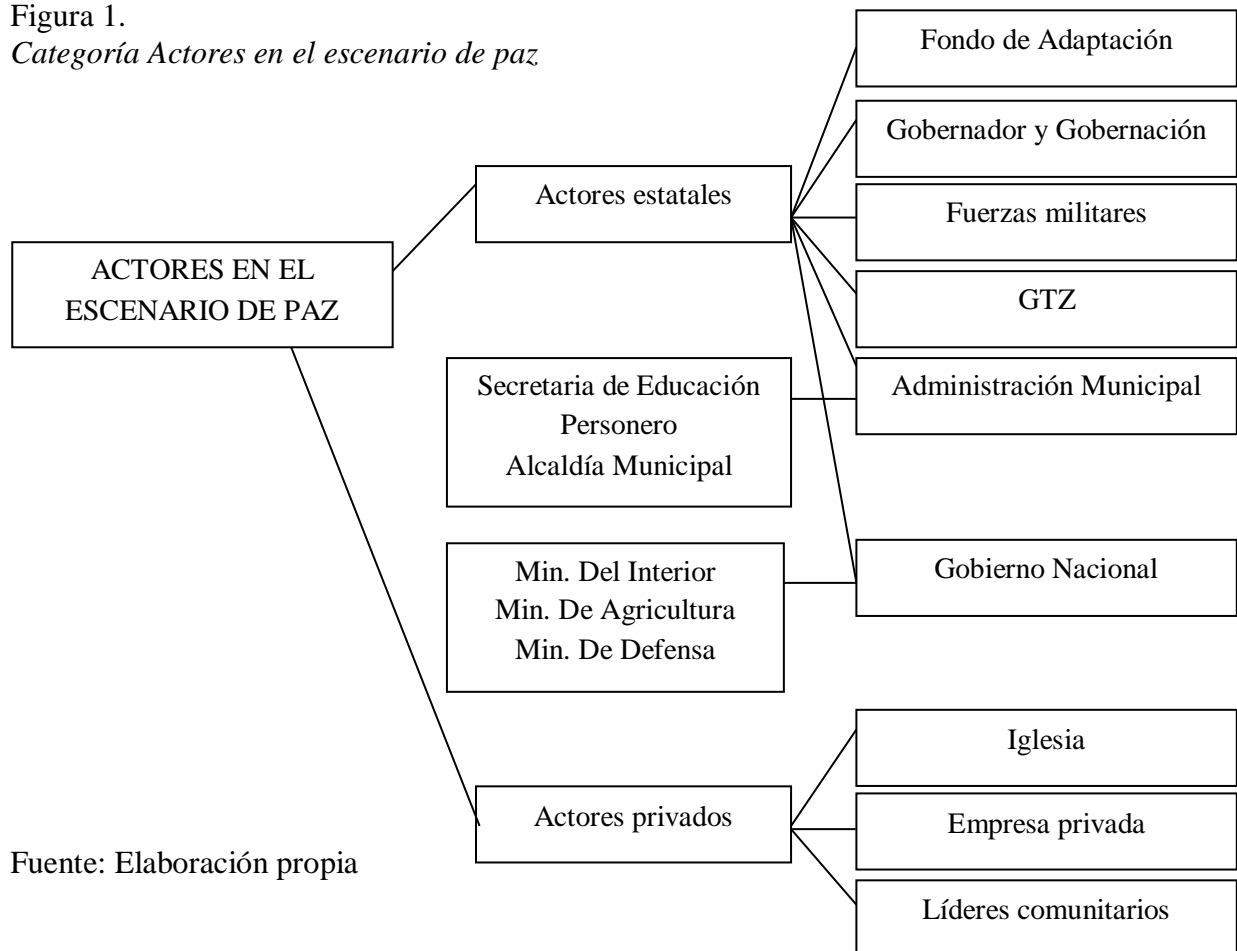 Figura 1.
Categoría Actores en el escenario de paz
ACTORES EN EL
ESCENARIO DE PAZ
Actores estatales
Fondo de Adaptación
Gobernador y Gobernación
Fuerzas militares
GTZ
Administración Municipal
Secretaria de Educación
Personero
Alcaldía Municipal
Gobierno Nacional
Min. Del Interior
Min. De Agricultura
Min. De Defensa
Actores privados
Iglesia
Empresa privada
Líderes comunitarios
Fuente: Elaboración propia